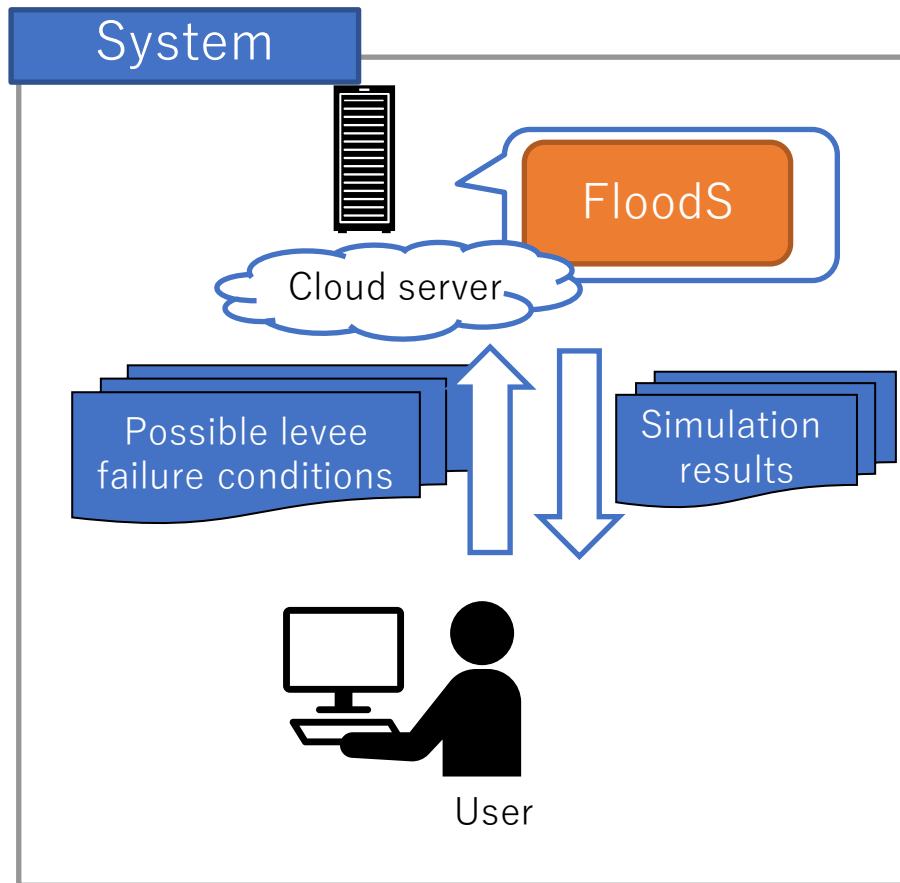 System
FloodS
Cloud server
Possible levee
failure conditions
Simulation
results
User